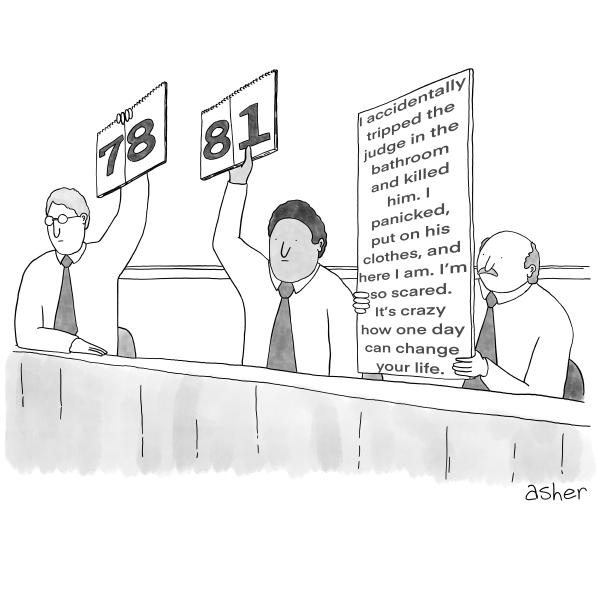 78
81
I accidentally
tripped the
judge in the
bathroom
and killed
him. I
panicked,
put on his
clothes, and
here I am. I'm
so scared.
It's crazy
how one day
can change
your life.
asher